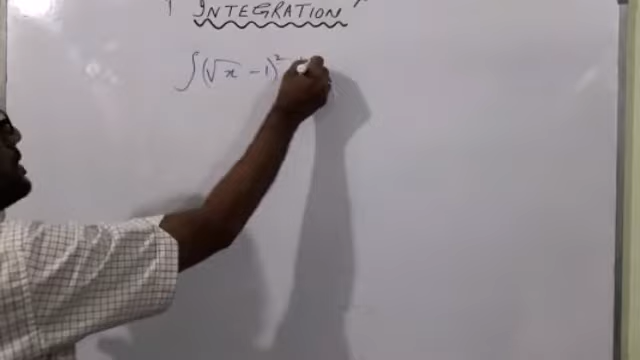 INTEGRATION
∫(√x - 1)²